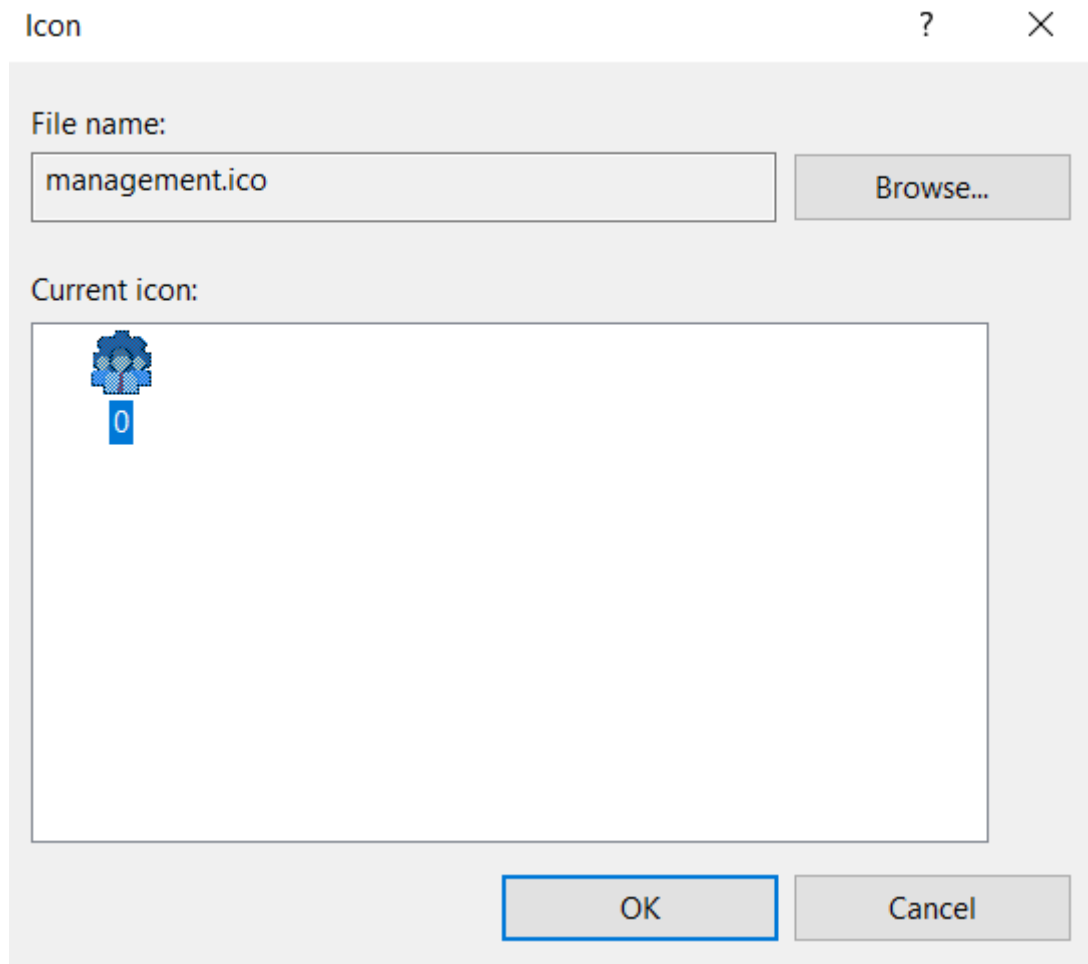 Icon
?
File name:
management.ico
Browse...
Current icon:
0
OK
Cancel